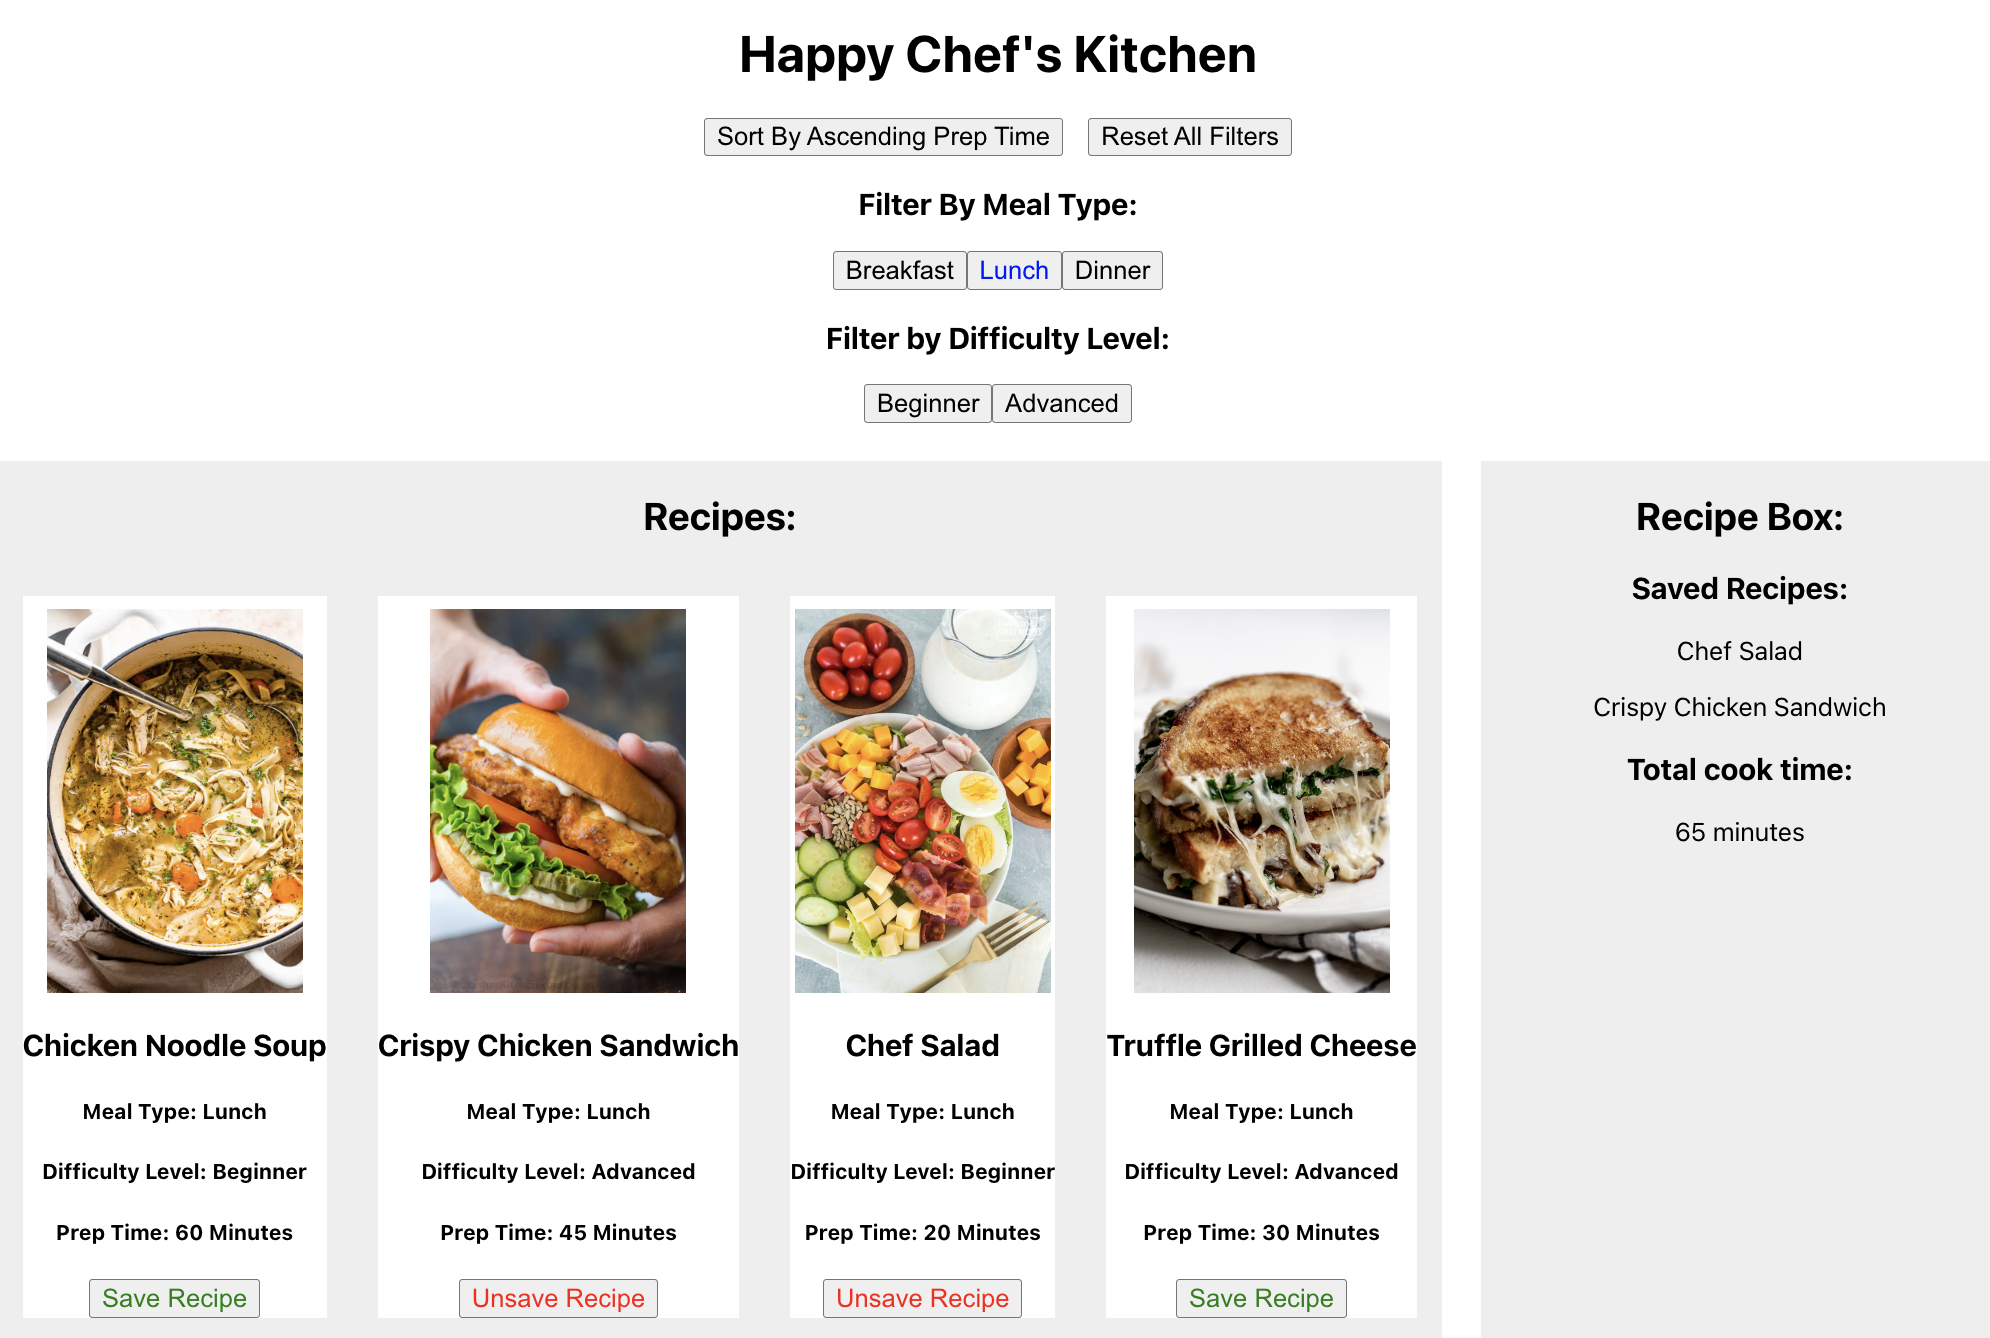 Happy Chef's Kitchen
Sort By Ascending Prep Time
Reset All Filters
Filter By Meal Type:
Breakfast
Lunch
Dinner
Filter by Difficulty Level:
Beginner
Advanced
Recipes:
Chicken Noodle Soup
Meal Type: Lunch
Difficulty Level: Beginner
Prep Time: 60 Minutes
Save Recipe
Crispy Chicken Sandwich
Meal Type: Lunch
Difficulty Level: Advanced
Prep Time: 45 Minutes
Unsave Recipe
Chef Salad
Meal Type: Lunch
Difficulty Level: Beginner
Prep Time: 20 Minutes
Unsave Recipe
Truffle Grilled Cheese
Meal Type: Lunch
Difficulty Level: Advanced
Prep Time: 30 Minutes
Save Recipe
Recipe Box:
Saved Recipes:
Chef Salad
Crispy Chicken Sandwich
Total cook time:
65 minutes